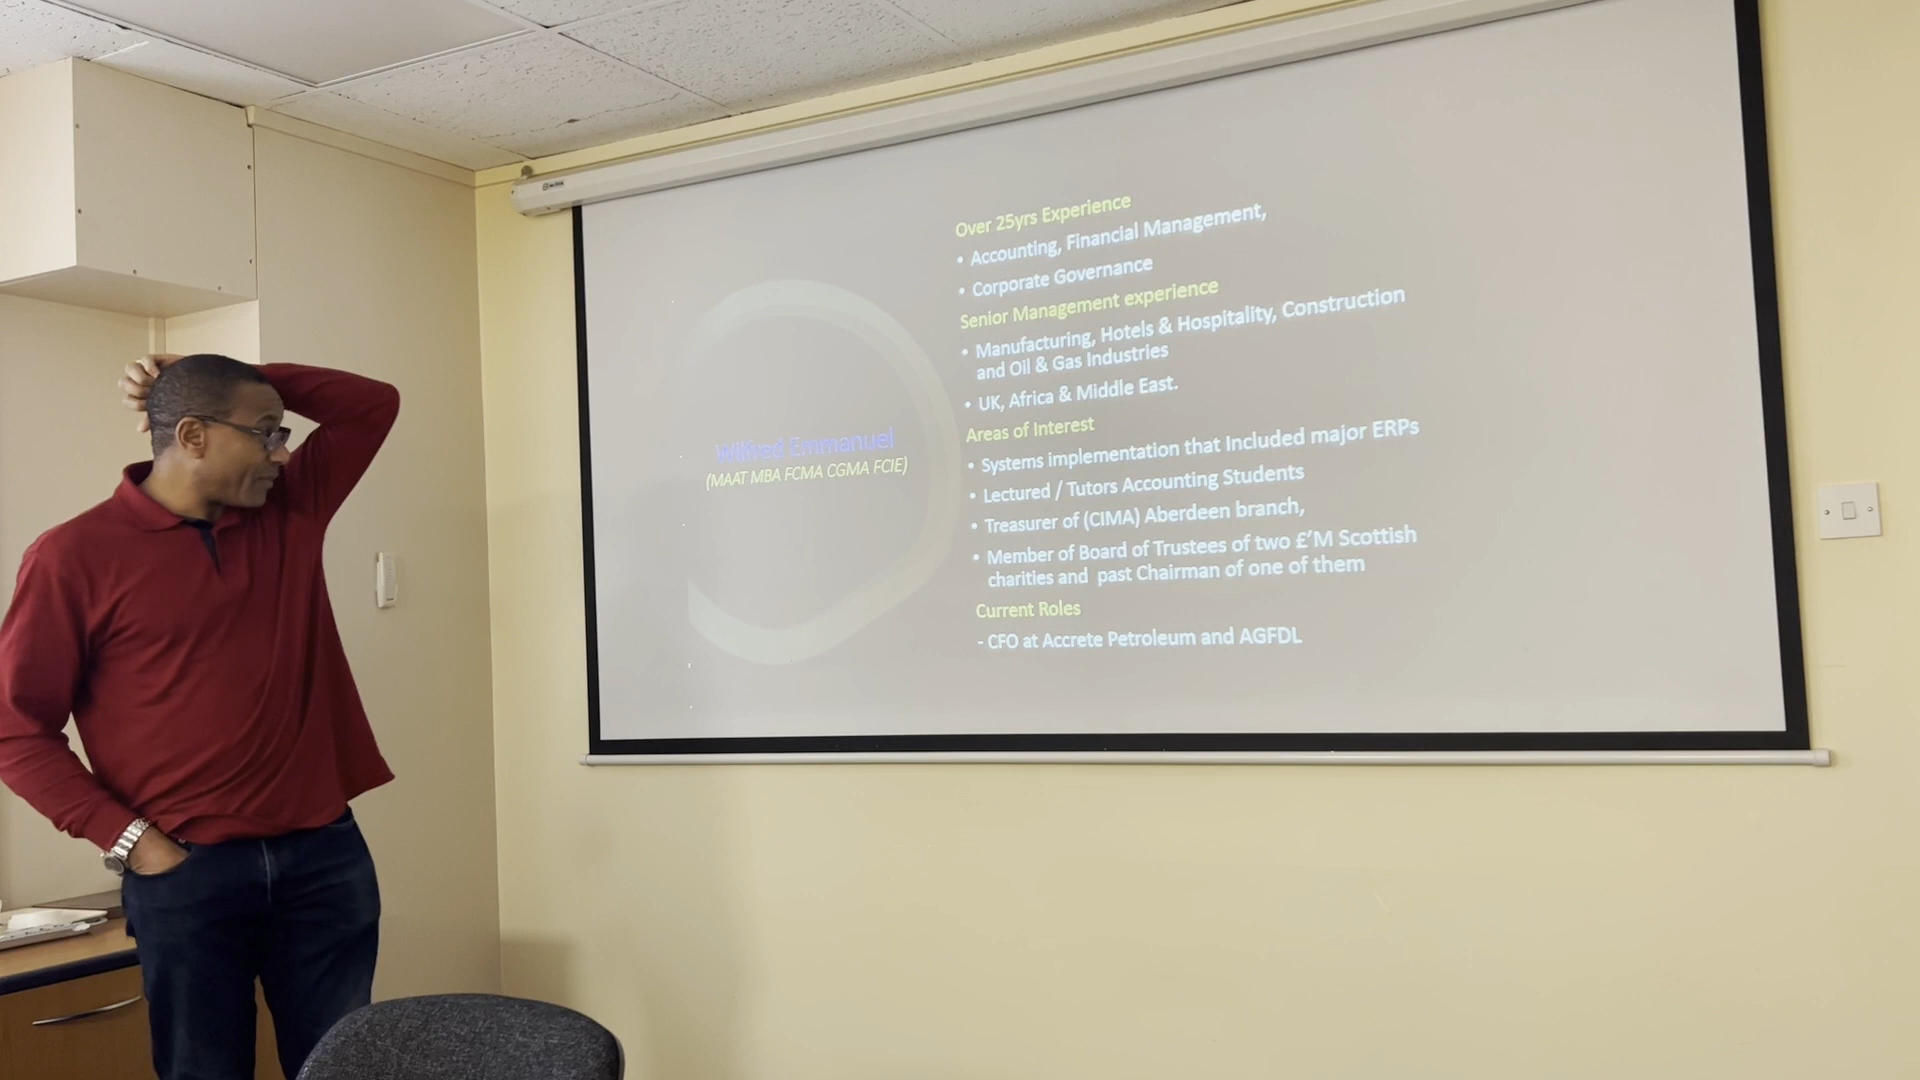 Over 25yrs Experience
• Accounting, Financial Management,
• Corporate Governance
Senior Management experience
• Manufacturing, Hotels & Hospitality, Construction
and Oil & Gas Industries
• UK, Africa & Middle East.
Wilfred Emmanuel
(MAAT MBA FCMA CGMA FCIE)
Areas of Interest
• Systems implementation that Included major ERPs
• Lectured / Tutors Accounting Students
• Treasurer of (CIMA) Aberdeen branch,
• Member of Board of Trustees of two £'M Scottish
charities and past Chairman of one of them
Current Roles
- CFO at Accrete Petroleum and AGFDL